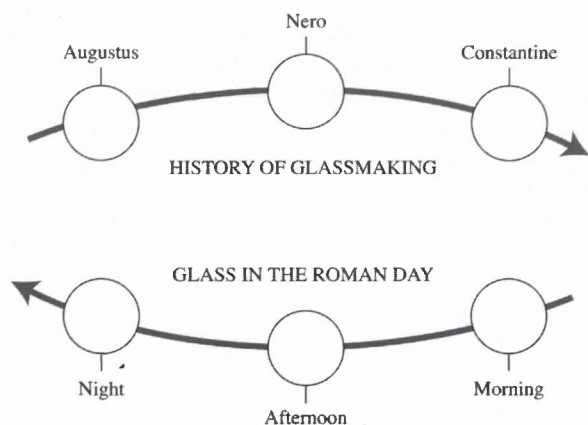 Nero
Augustus
Constantine
HISTORY OF GLASSMAKING
GLASS IN THE ROMAN DAY
Night
Morning
Afternoon